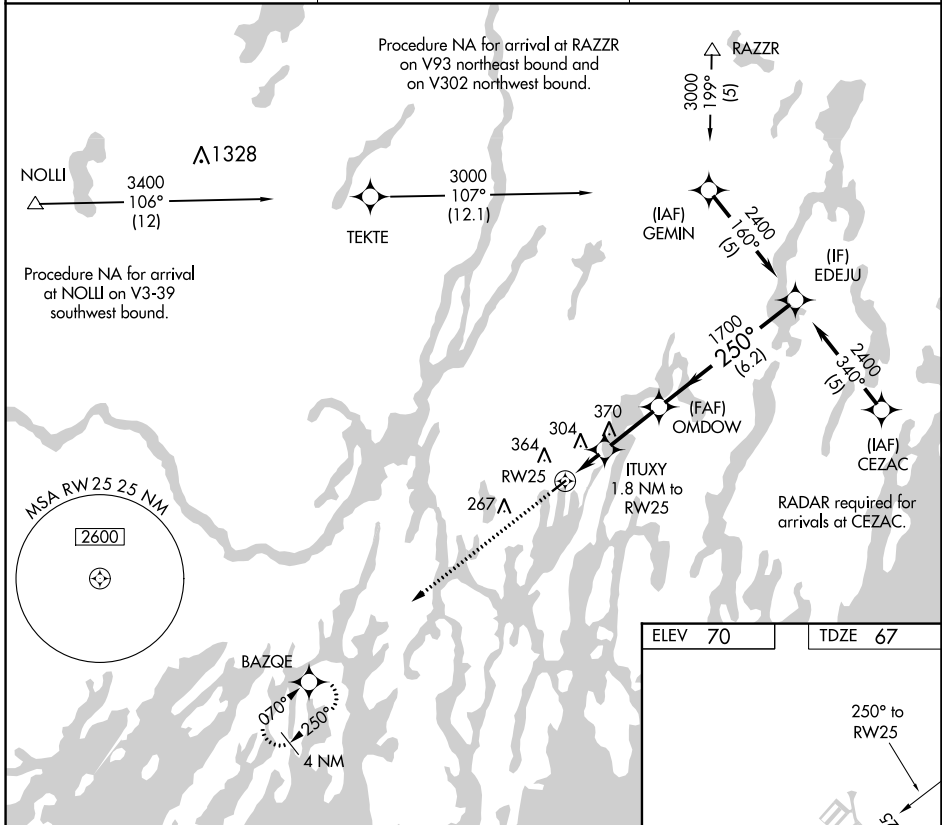 Procedure NA for arrival at RAZZR
on V93 northeast bound and
on V302 northwest bound.
RAZZR
3000
199°
(5)
1328
NOLLI
3400
106°
(12)
3000
107°
(12.1)
TEKTE
(IAF)
GEMIN
2400
160°
(5)
(IF)
EDEJU
Procedure NA for arrival
at NOLLI on V3-39
southwest bound.
1700
250°
(6.2)
2400
340°
(5)
(FAF)
OMDOW
370
304
364
(IAF)
CEZAC
RW25
ITUXY
1.8 NM to
RW25
267
RADAR required for
arrivals at CEZAC.
MSA RW25 25 NM
2600
ELEV 70
TDZE 67
BAZQE
070°
250°
4 NM
250° to
RW25
25